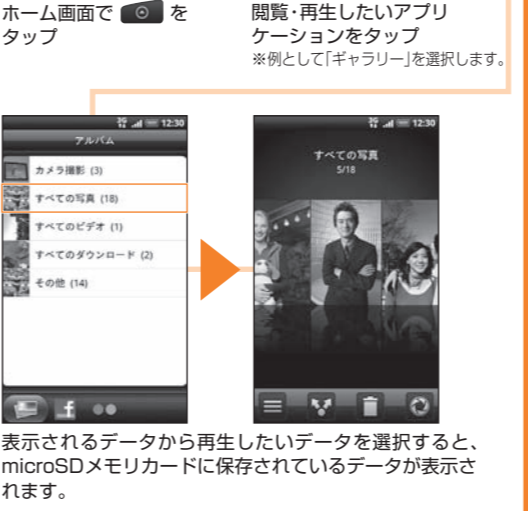 ホーム画面で を
タップ
閲覧・再生したいアプリ
ケーションをタップ
※例として「ギャラリー」を選択します。
3G 12:30
アルバム
カメラ撮影 (3)
すべての写真 (18)
すべてのビデオ (1)
すべてのダウンロード (2)
その他 (14)
f
3G 12:30
すべての写真
5/18
表示されるデータから再生したいデータを選択すると、
microSDメモリカードに保存されているデータが表示さ
れます。